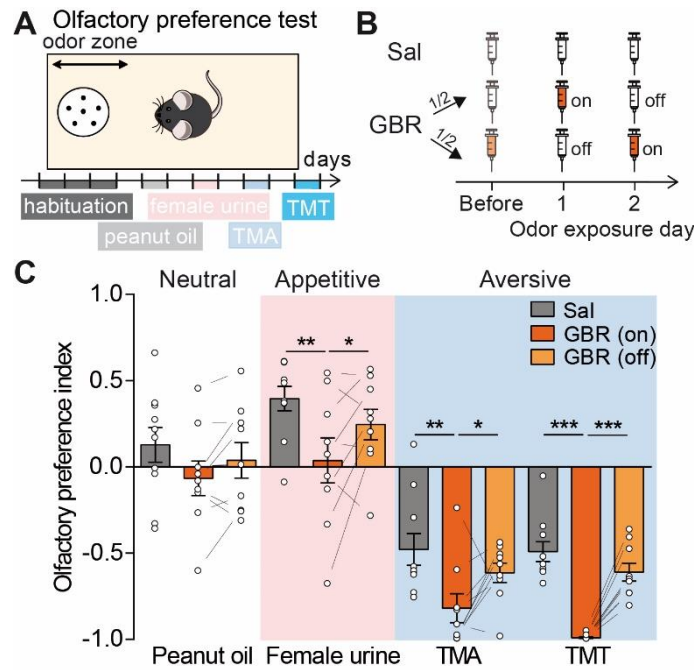 A Olfactory preference test
odor zone
days
habituation
female urine
TMT
peanut oil
TMA
B
Sal
1/2
on
off
GBR
1/2
off
on
Before 1 2
Odor exposure day
C
Neutral Appetitive Aversive
Olfactory preference index
1.0
0.5
0.0
-0.5
-1.0
Sal
GBR (on)
GBR (off)
** *
** * *** ***
Peanut oil Female urine TMA TMT